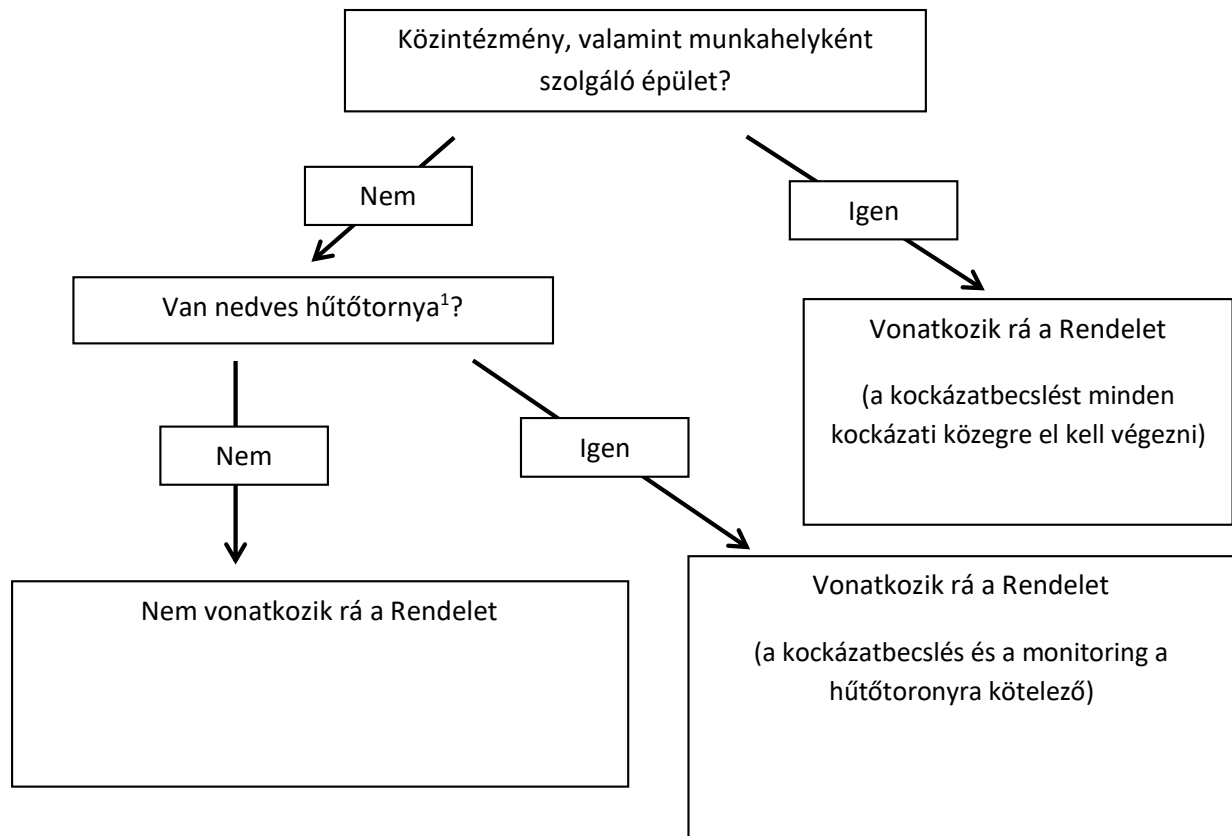 Közintézmény, valamint munkahelyként
szolgáló épület?
Nem
Igen
Van nedves hűtőtornya¹?
Vonatkozik rá a Rendelet
(a kockázatbecslést minden
kockázati közegre el kell végezni)
Nem
Igen
Nem vonatkozik rá a Rendelet
Vonatkozik rá a Rendelet
(a kockázatbecslés és a monitoring a
hűtőtoronyra kötelező)